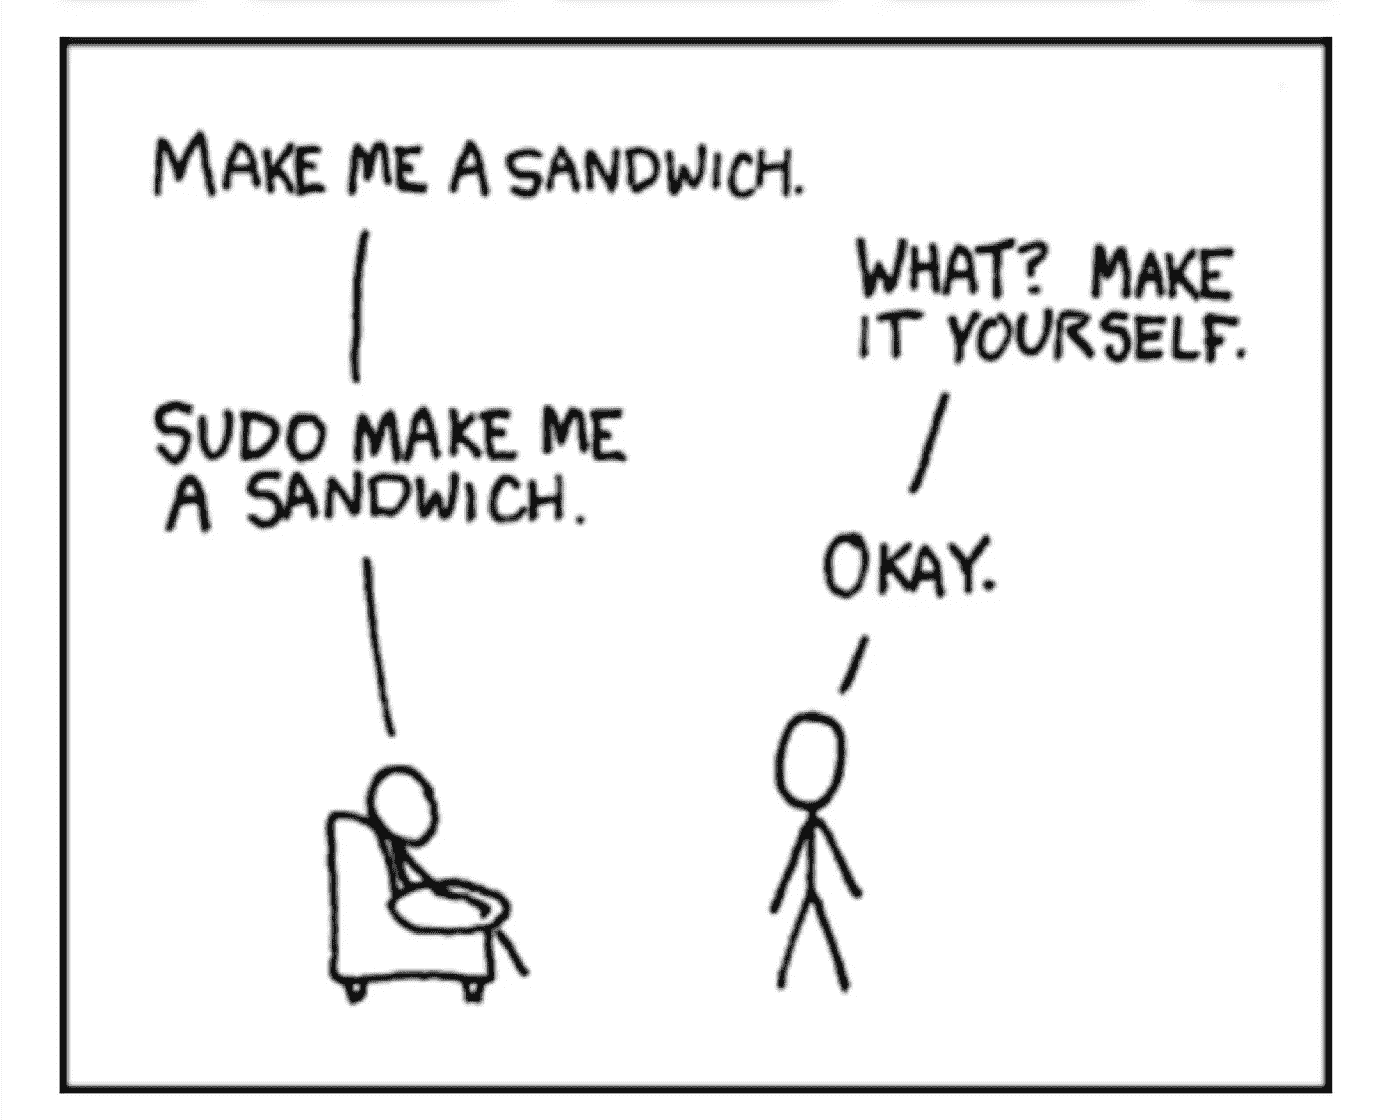 MAKE ME A SANDWICH.
WHAT? MAKE
IT YOURSELF.
SUDO MAKE ME
A SANDWICH.
OKAY.